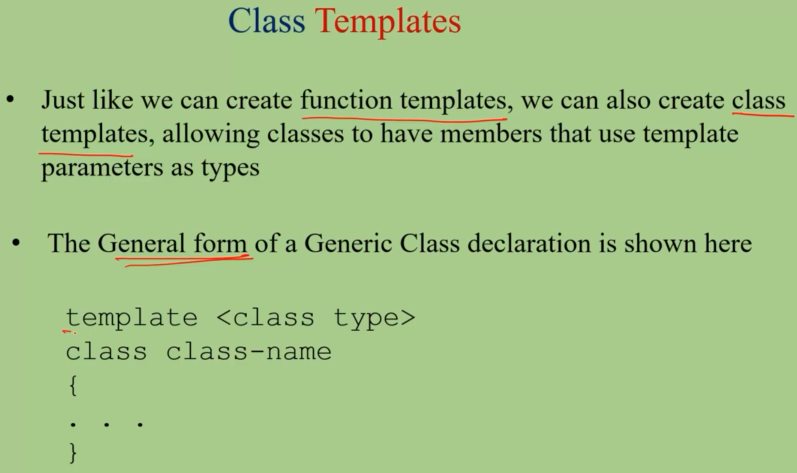 Class Templates
• Just like we can create function templates, we can also create class
templates, allowing classes to have members that use template
parameters as types
• The General form of a Generic Class declaration is shown here
template <class type>
class class-name
{
. . .
}